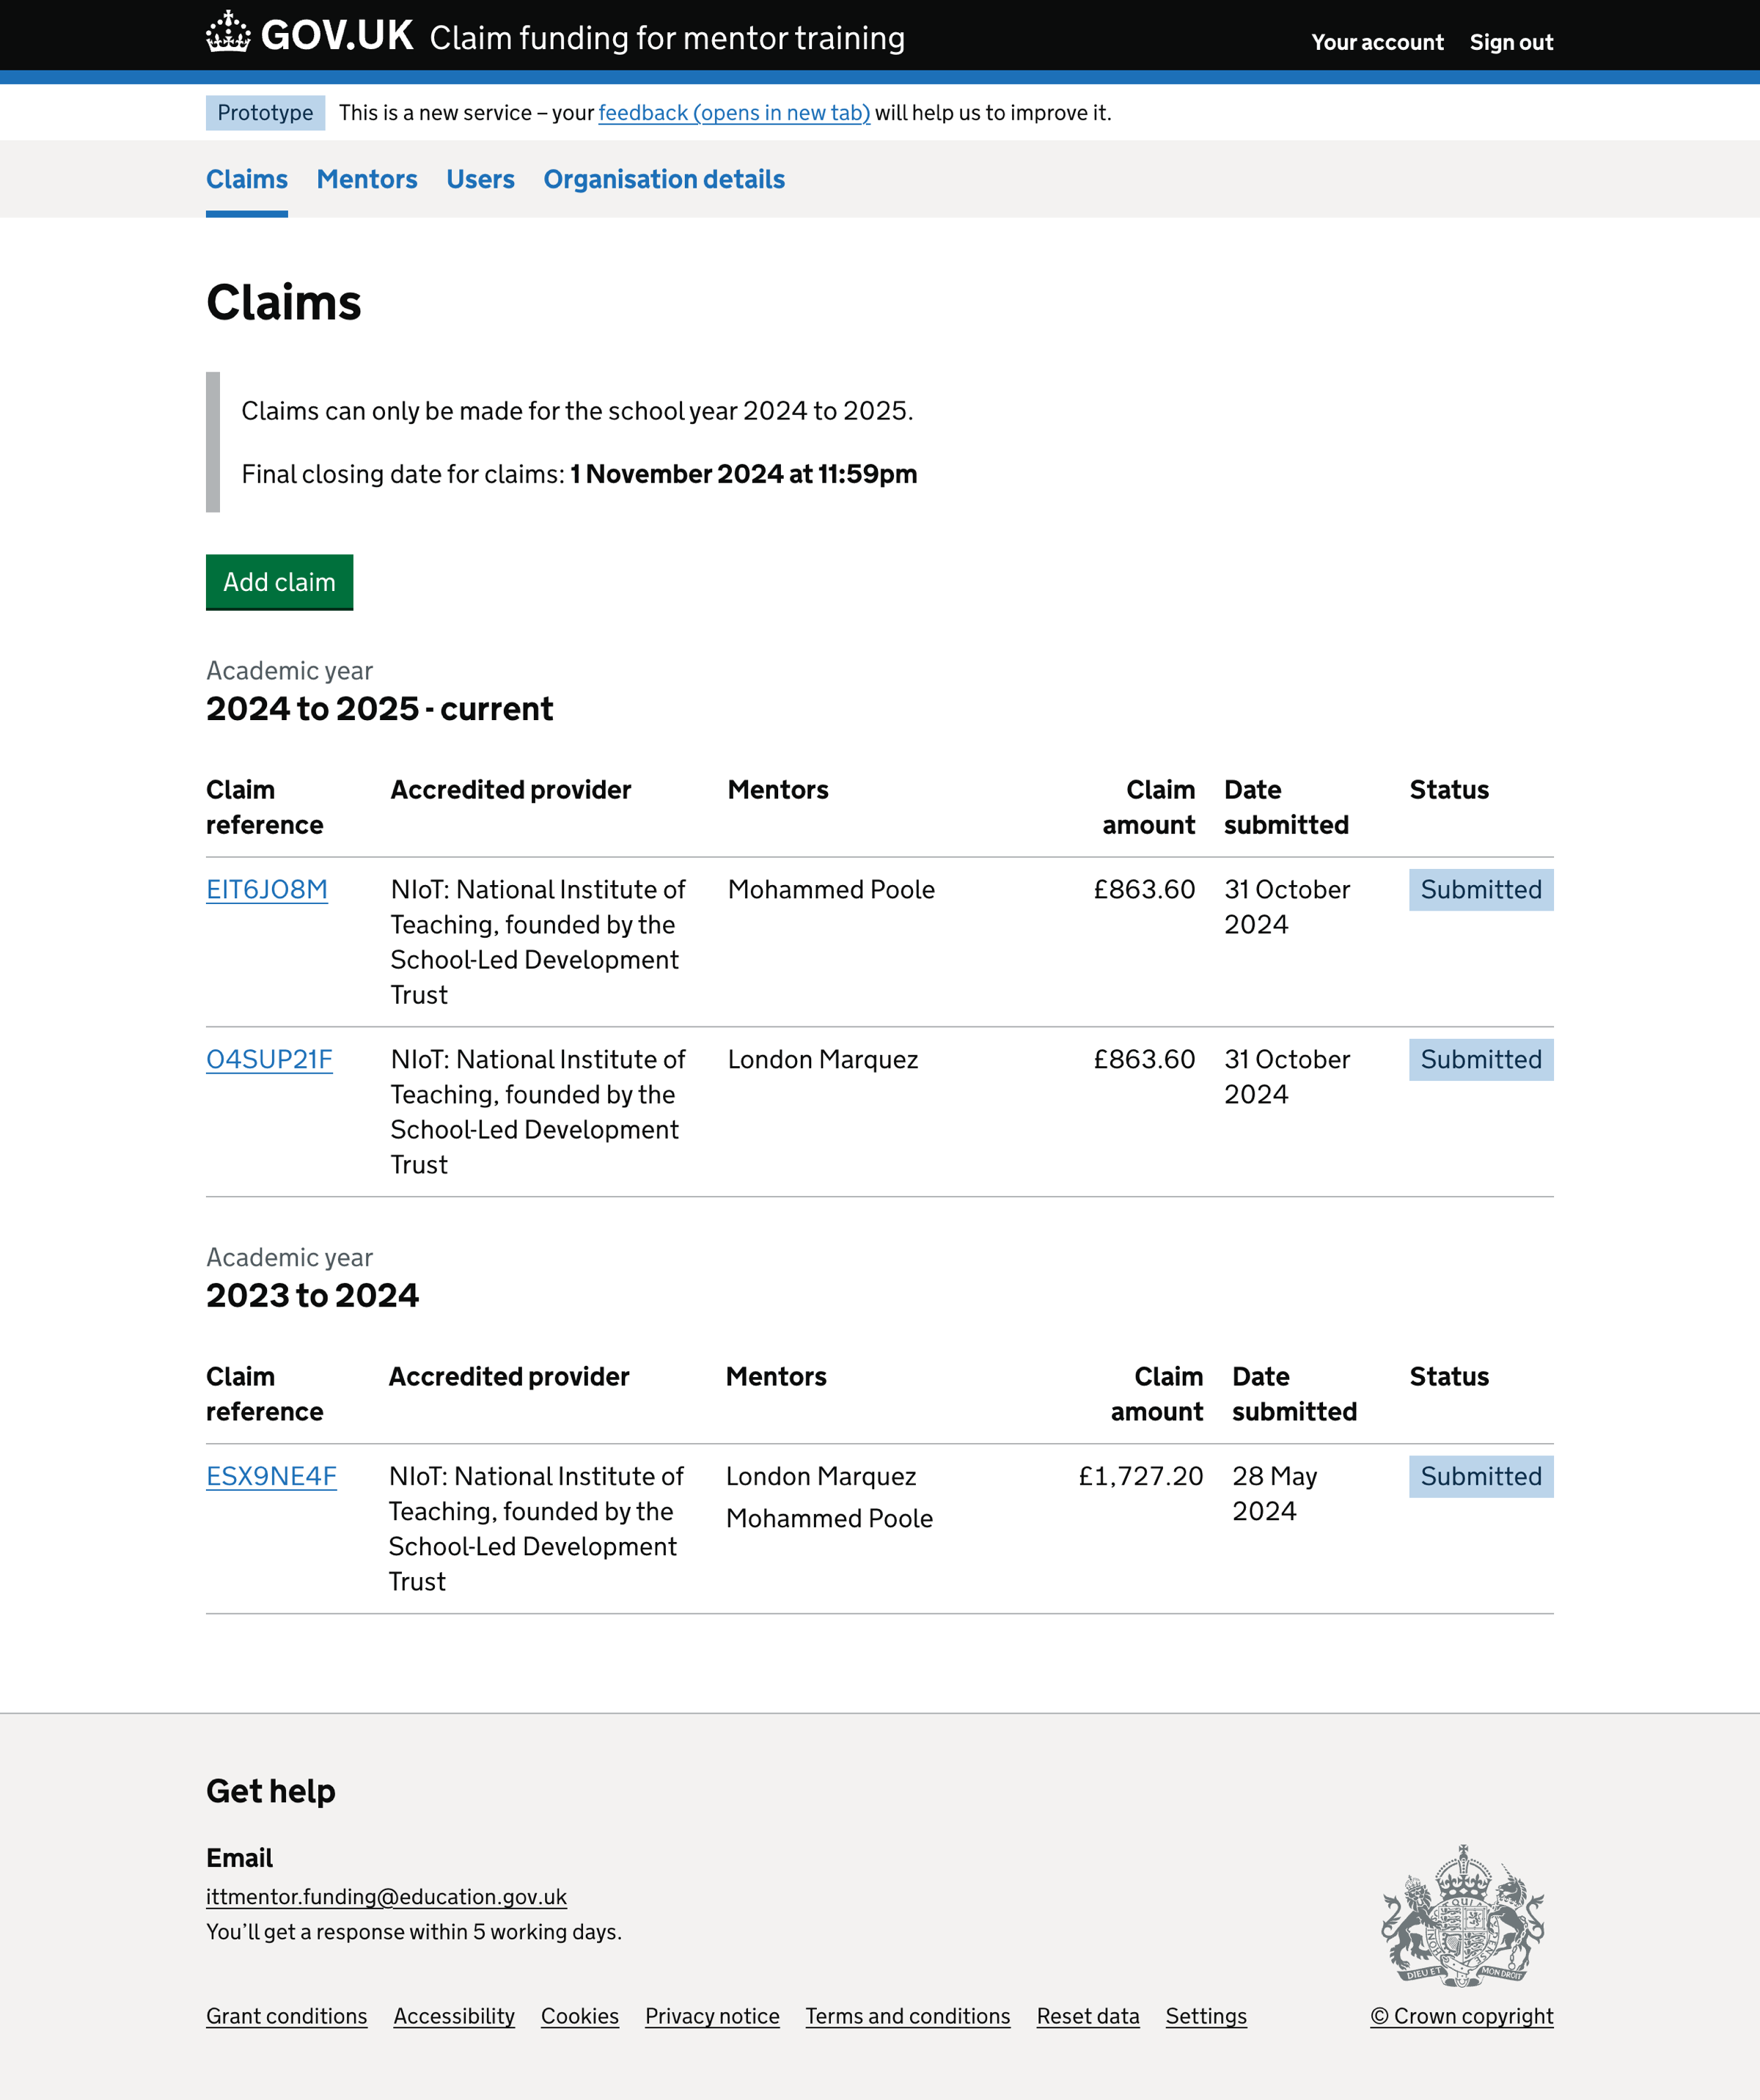 GOV.UK Claim funding for mentor training
Your account Sign out
Prototype This is a new service – your feedback (opens in new tab) will help us to improve it.
Claims Mentors Users Organisation details
Claims
Claims can only be made for the school year 2024 to 2025.
Final closing date for claims: 1 November 2024 at 11:59pm
Add claim
Academic year
2024 to 2025 - current
Claim reference Accredited provider Mentors Claim amount Date submitted Status
EIT6JO8M NIoT: National Institute of Teaching, founded by the School-Led Development Trust Mohammed Poole £863.60 31 October 2024 Submitted
O4SUP21F NIoT: National Institute of Teaching, founded by the School-Led Development Trust London Marquez £863.60 31 October 2024 Submitted
Academic year
2023 to 2024
Claim reference Accredited provider Mentors Claim amount Date submitted Status
ESX9NE4F NIoT: National Institute of Teaching, founded by the School-Led Development Trust London Marquez Mohammed Poole £1,727.20 28 May 2024 Submitted
Get help
Email
ittmentor.funding@education.gov.uk
You’ll get a response within 5 working days.
DIEU ET MON DROIT
Grant conditions Accessibility Cookies Privacy notice Terms and conditions Reset data Settings
© Crown copyright